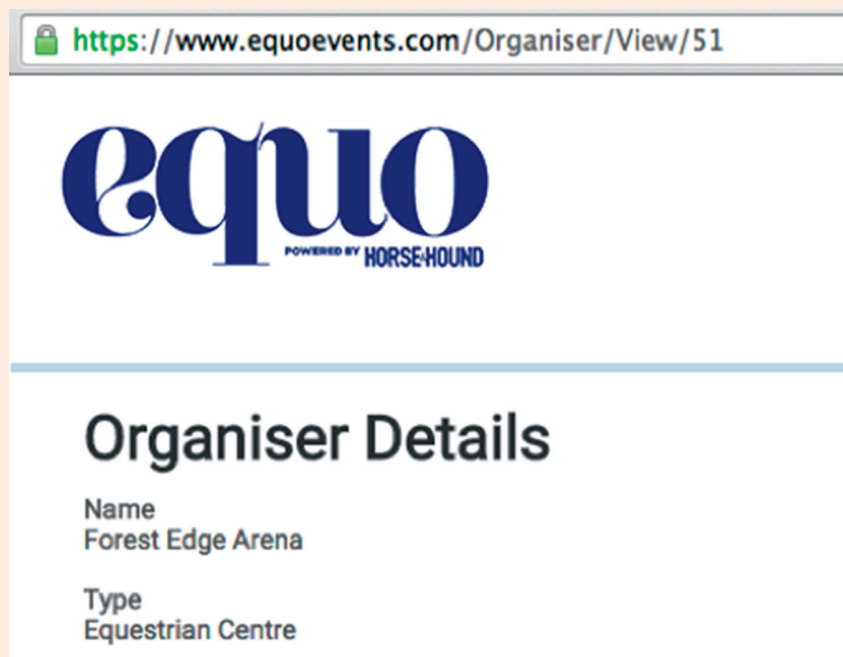 https://www.equoevents.com/Organiser/View/51
equo
POWERED BY HORSE&HOUND
Organiser Details
Name
Forest Edge Arena
Type
Equestrian Centre